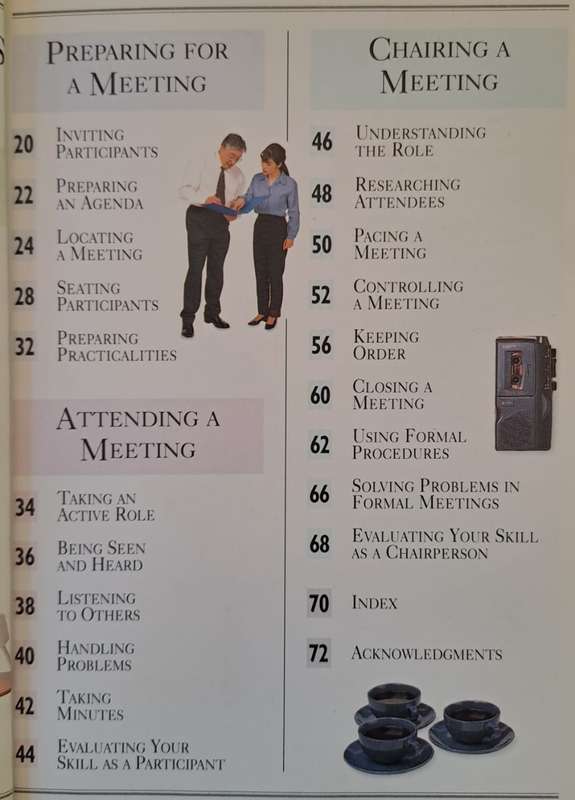 PREPARING FOR
A MEETING
20 INVITING
PARTICIPANTS
22 PREPARING
AN AGENDA
24 LOCATING
A MEETING
28 SEATING
PARTICIPANTS
32 PREPARING
PRACTICALITIES
ATTENDING A
MEETING
34 TAKING AN
ACTIVE ROLE
36 BEING SEEN
AND HEARD
38 LISTENING
TO OTHERS
40 HANDLING
PROBLEMS
42 TAKING
MINUTES
44 EVALUATING YOUR
SKILL AS A PARTICIPANT
CHAIRING A
MEETING
46 UNDERSTANDING
THE ROLE
48 RESEARCHING
ATTENDEES
50 PACING A
MEETING
52 CONTROLLING
A MEETING
56 KEEPING
ORDER
60 CLOSING A
MEETING
62 USING FORMAL
PROCEDURES
66 SOLVING PROBLEMS IN
FORMAL MEETINGS
68 EVALUATING YOUR SKILL
AS A CHAIRPERSON
70 INDEX
72 ACKNOWLEDGMENTS